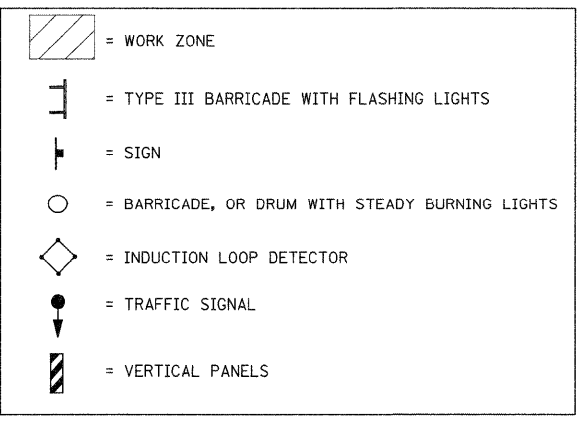 = WORK ZONE
= TYPE III BARRICADE WITH FLASHING LIGHTS
= SIGN
= BARRICADE, OR DRUM WITH STEADY BURNING LIGHTS
= INDUCTION LOOP DETECTOR
= TRAFFIC SIGNAL
= VERTICAL PANELS